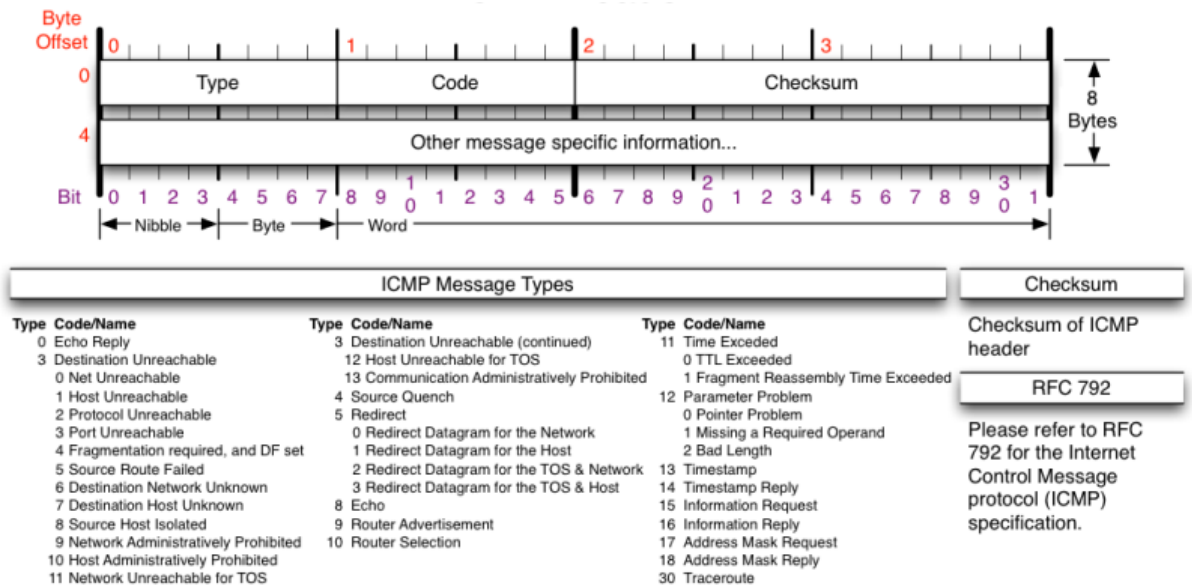 Byte
Offset
0 1 2 3
0
Type Code Checksum
8
Bytes
4
Other message specific information...
Bit 0 1 2 3 4 5 6 7 8 9 10 1 2 3 4 5 6 7 8 9 20 1 2 3 4 5 6 7 8 9 30 1
Nibble Byte Word
ICMP Message Types
Type Code/Name
0 Echo Reply
3 Destination Unreachable
0 Net Unreachable
1 Host Unreachable
2 Protocol Unreachable
3 Port Unreachable
4 Fragmentation required, and DF set
5 Source Route Failed
6 Destination Network Unknown
7 Destination Host Unknown
8 Source Host Isolated
9 Network Administratively Prohibited
10 Host Administratively Prohibited
11 Network Unreachable for TOS
Type Code/Name
3 Destination Unreachable (continued)
12 Host Unreachable for TOS
13 Communication Administratively Prohibited
4 Source Quench
5 Redirect
0 Redirect Datagram for the Network
1 Redirect Datagram for the Host
2 Redirect Datagram for the TOS & Network
3 Redirect Datagram for the TOS & Host
8 Echo
9 Router Advertisement
10 Router Selection
Type Code/Name
11 Time Exceded
0 TTL Exceeded
1 Fragment Reassembly Time Exceeded
12 Parameter Problem
0 Pointer Problem
1 Missing a Required Operand
2 Bad Length
13 Timestamp
14 Timestamp Reply
15 Information Request
16 Information Reply
17 Address Mask Request
18 Address Mask Reply
30 Traceroute
Checksum
Checksum of ICMP
header
RFC 792
Please refer to RFC
792 for the Internet
Control Message
protocol (ICMP)
specification.